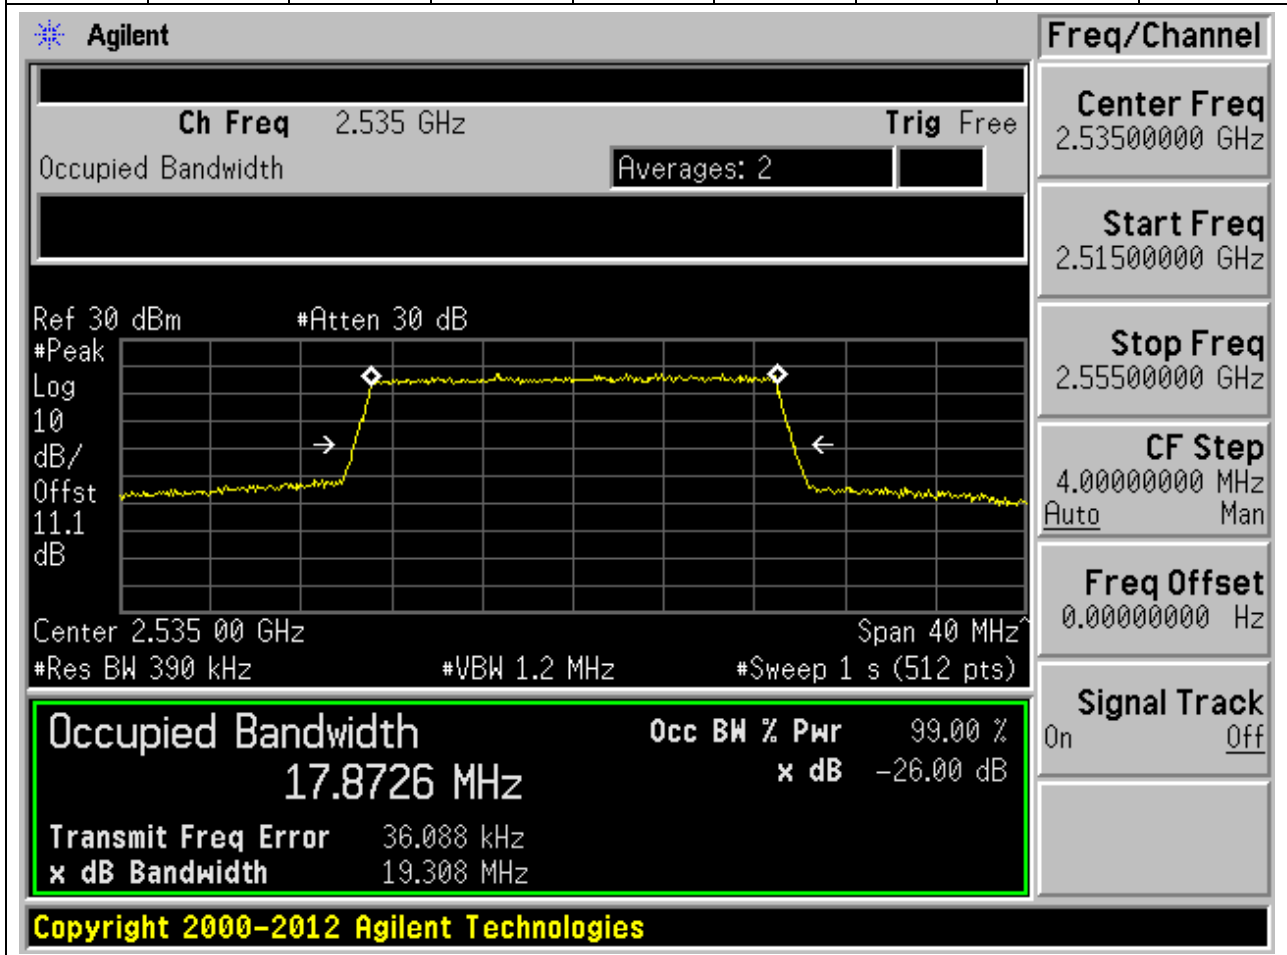 Agilent
Freq/Channel
Ch Freq 2.535 GHz Trig Free
Occupied Bandwidth Averages: 2
Center Freq
2.53500000 GHz
Start Freq
2.51500000 GHz
Stop Freq
2.55500000 GHz
CF Step
4.00000000 MHz
Auto Man
Freq Offset
0.00000000 Hz
Signal Track
On Off
Ref 30 dBm #Atten 30 dB
#Peak
Log
10
dB/
Offst
11.1
dB
Center 2.535 00 GHz Span 40 MHz^
#Res BW 390 kHz #VBW 1.2 MHz #Sweep 1 s (512 pts)
Occupied Bandwidth
17.8726 MHz
Occ BW % Pwr 99.00 %
x dB -26.00 dB
Transmit Freq Error 36.088 kHz
x dB Bandwidth 19.308 MHz
Copyright 2000-2012 Agilent Technologies